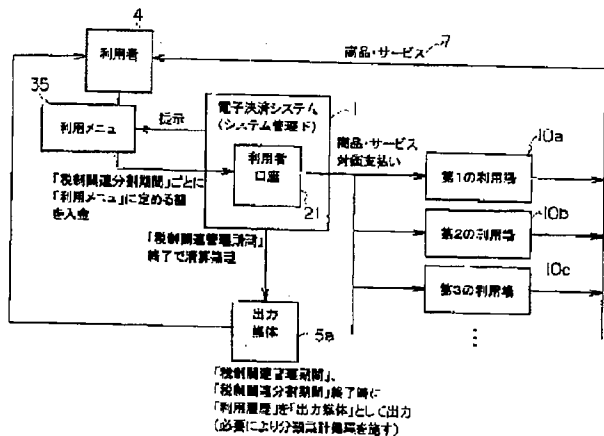 4
利用者
商品・サービス
7
35
利用メニュー
提示
電子決済システム
(システム管理下)
1
利用者
口座
21
商品・サービス
対価支払い
10a
第1の利用場
10b
第2の利用場
10c
第3の利用場
「税制関連分割期間」ごとに
「利用メニュー」に定める額
を入金
「税制関連管理期間」
終了で清算処理
出力
媒体
5a
「税制関連管理期間」、
「税制関連分割期間」終了時に
「利用履歴」を「出力媒体」として出力
(必要により分類集計処理を施す)